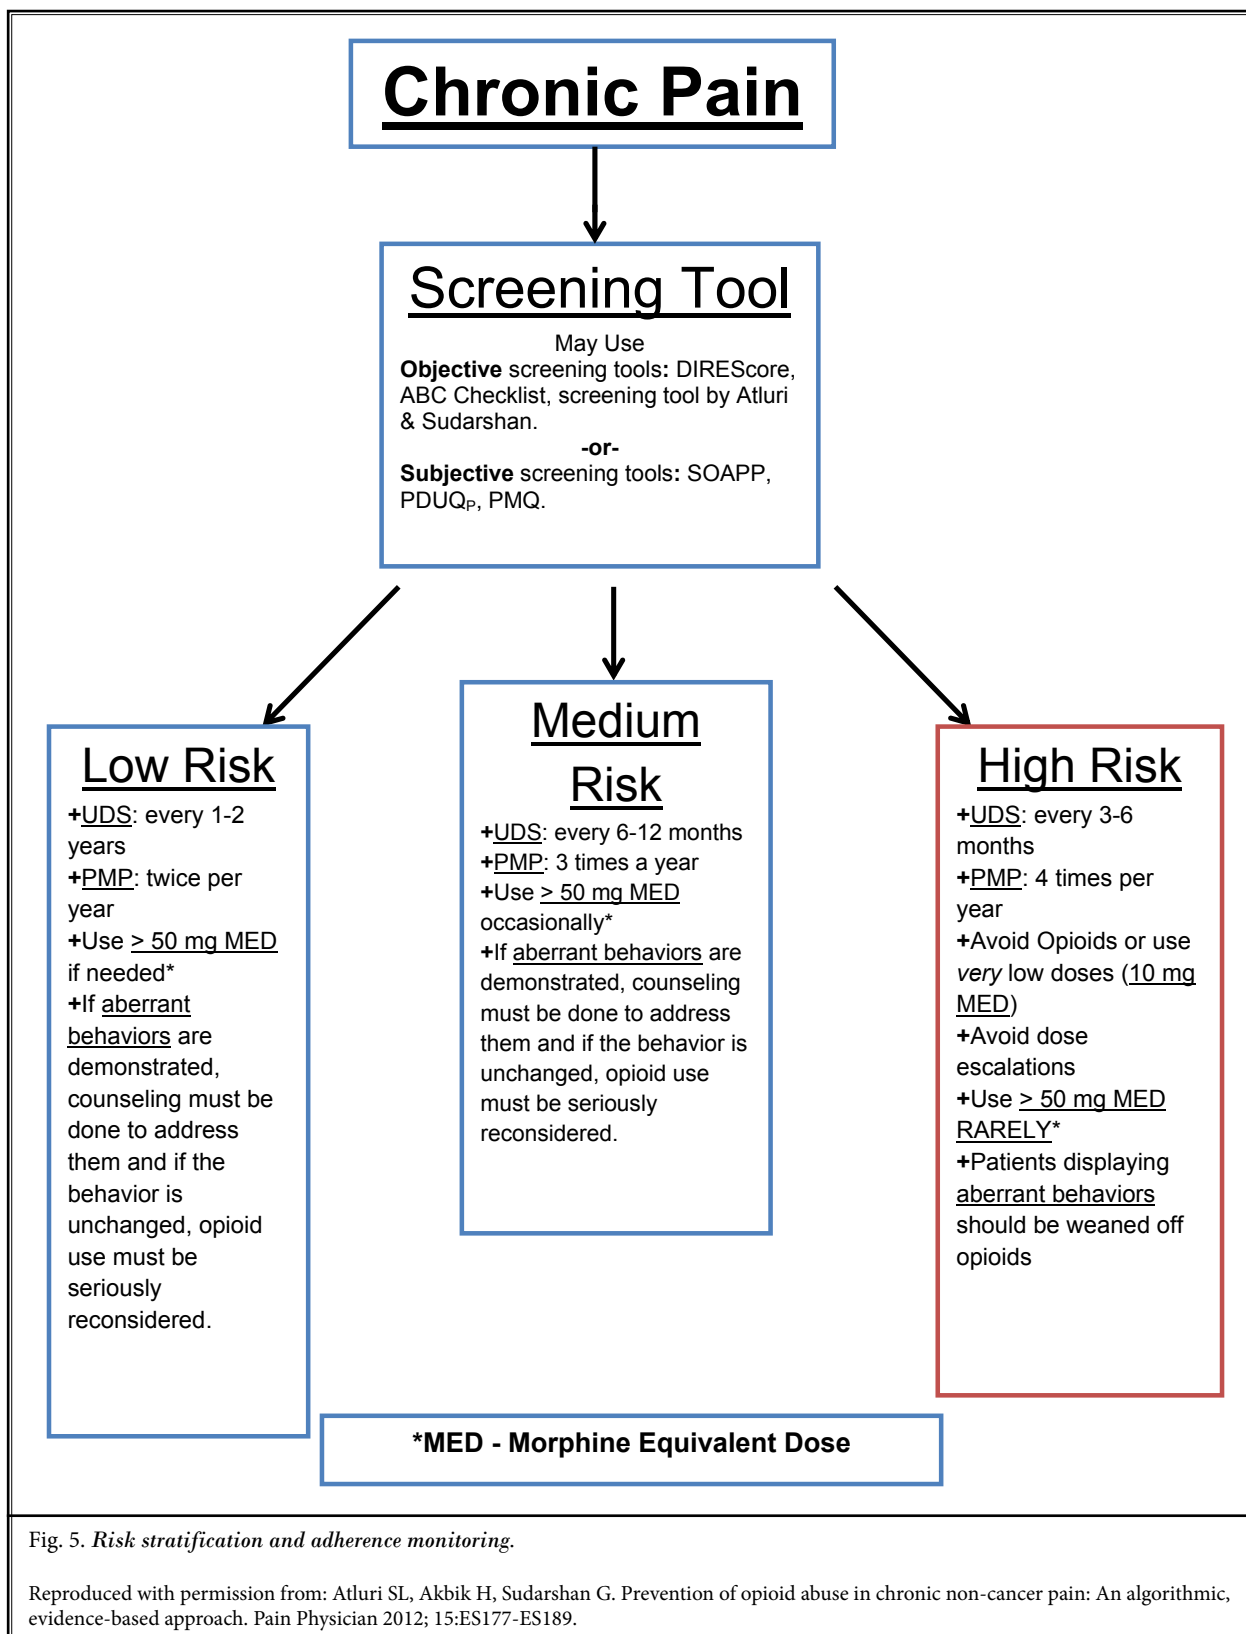 Chronic Pain
Screening Tool
May Use
Objective screening tools: DIREScore,
ABC Checklist, screening tool by Atluri
& Sudarshan.
-or-
Subjective screening tools: SOAPP,
PDUQP, PMQ.
Low Risk
+UDS: every 1-2
years
+PMP: twice per
year
+Use > 50 mg MED
if needed*
+If aberrant
behaviors are
demonstrated,
counseling must be
done to address
them and if the
behavior is
unchanged, opioid
use must be
seriously
reconsidered.
Medium
Risk
+UDS: every 6-12 months
+PMP: 3 times a year
+Use > 50 mg MED
occasionally*
+If aberrant behaviors are
demonstrated, counseling
must be done to address
them and if the behavior is
unchanged, opioid use
must be seriously
reconsidered.
High Risk
+UDS: every 3-6
months
+PMP: 4 times per
year
+Avoid Opioids or use
very low doses (10 mg
MED)
+Avoid dose
escalations
+Use > 50 mg MED
RARELY*
+Patients displaying
aberrant behaviors
should be weaned off
opioids
*MED - Morphine Equivalent Dose
Fig. 5. Risk stratification and adherence monitoring.
Reproduced with permission from: Atluri SL, Akbik H, Sudarshan G. Prevention of opioid abuse in chronic non-cancer pain: An algorithmic,
evidence-based approach. Pain Physician 2012; 15:ES177-ES189.